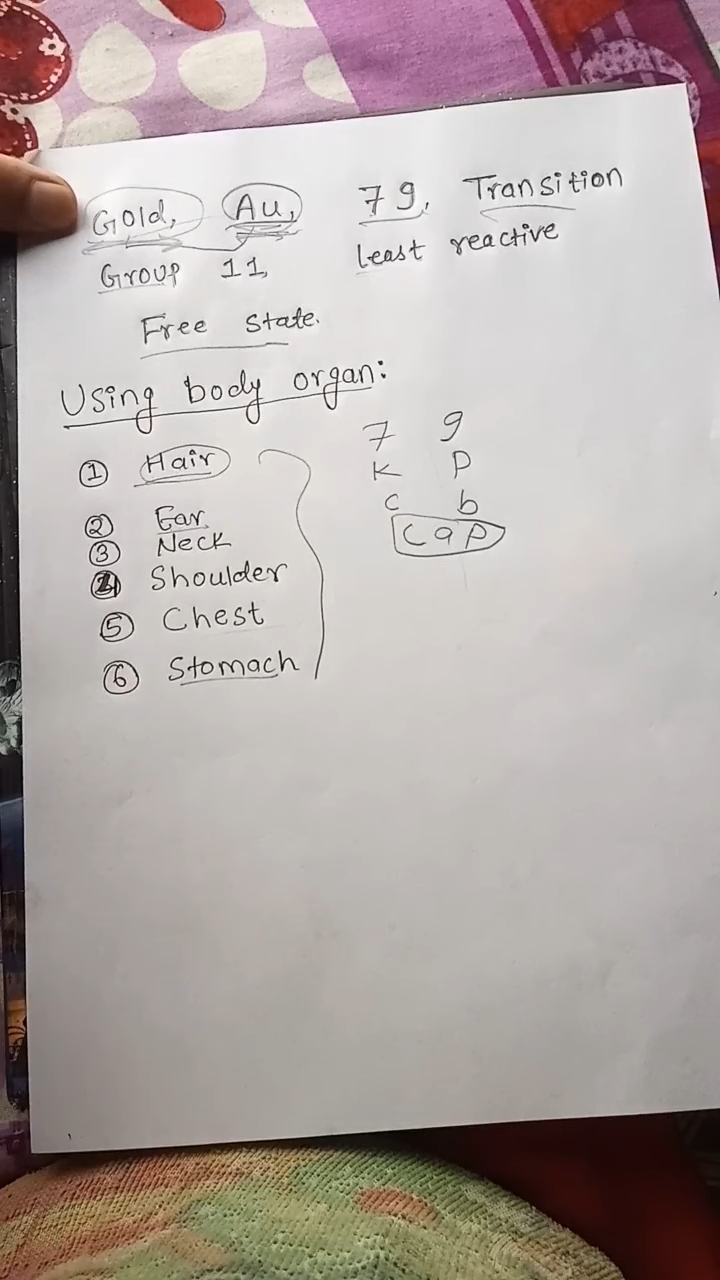 Gold, Au, 79, Transition
Group 11, least reactive
Free State.
Using body organ:
7 9
① Hair K P
c b
② Ear cap
③ Neck
④ Shoulder
⑤ Chest
⑥ Stomach